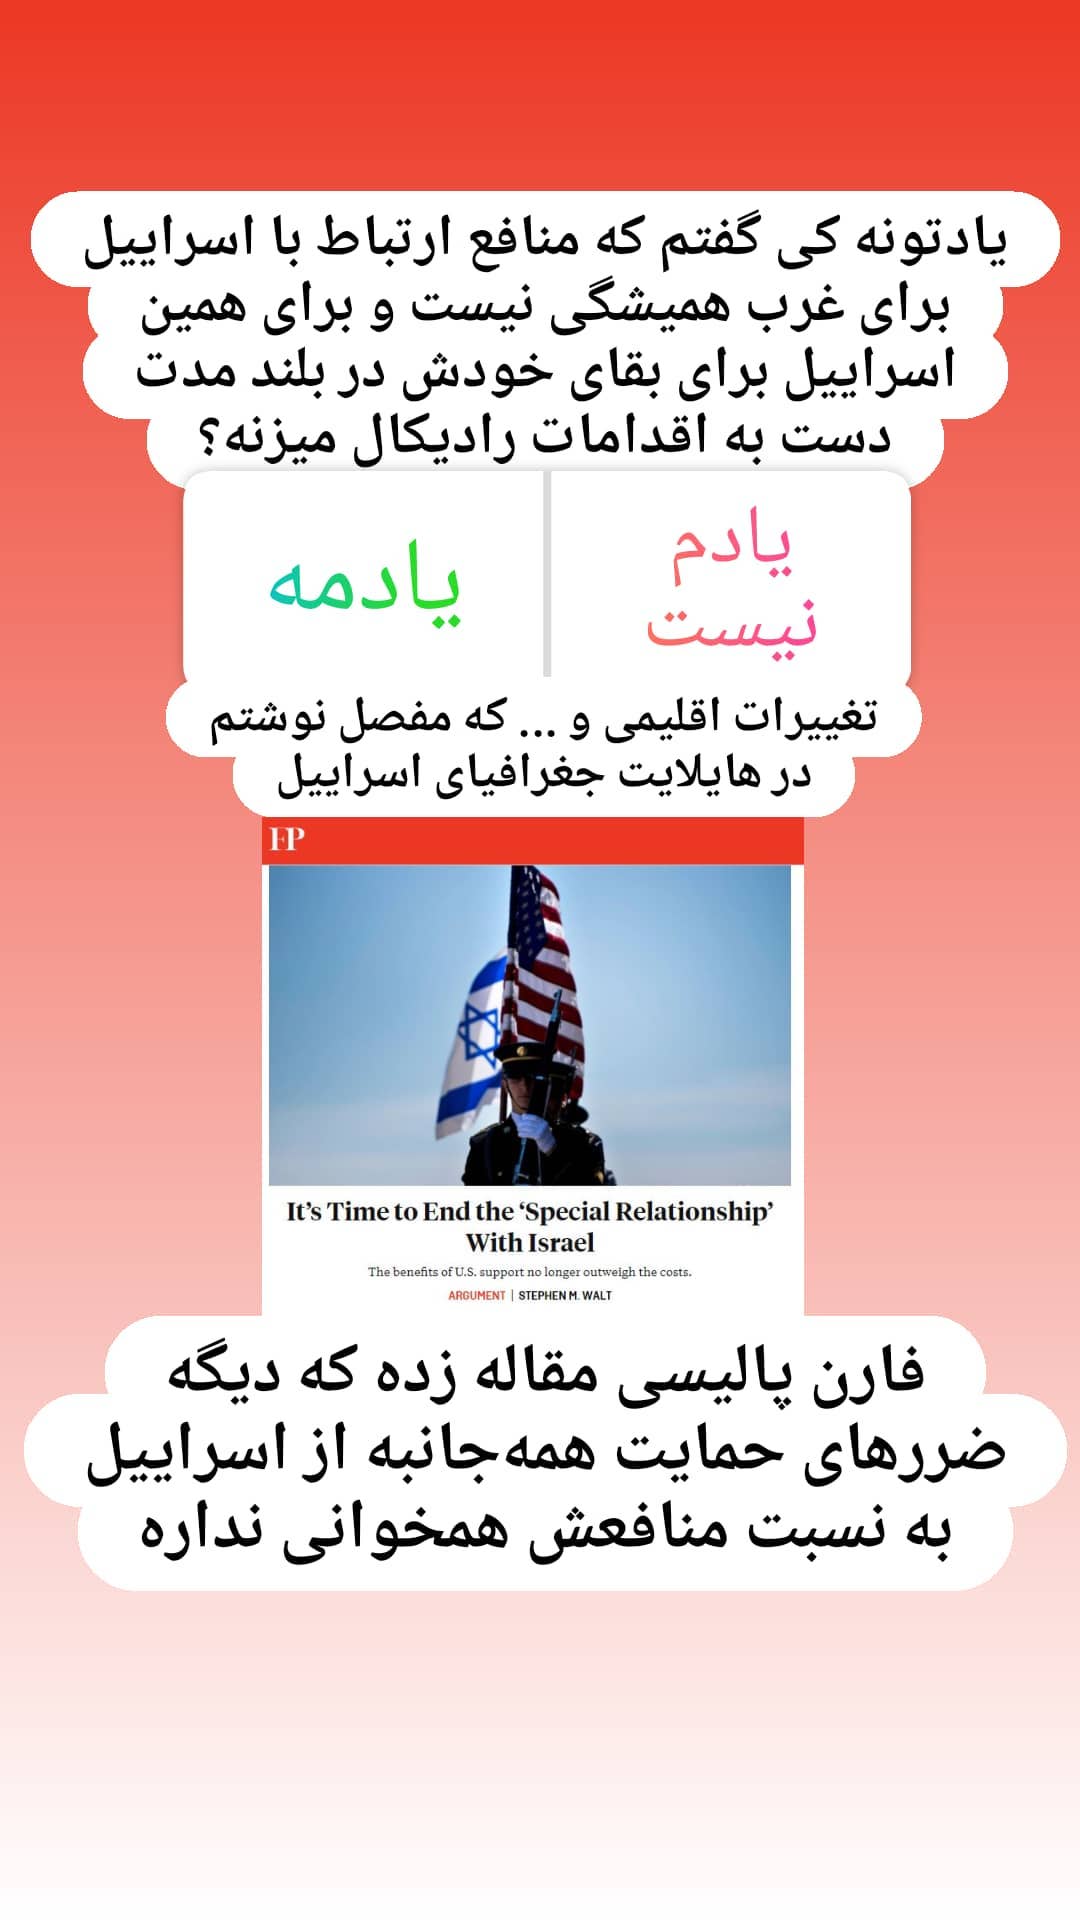 یادتونه کی گفتم که منافع ارتباط با اسراییل
برای غرب همیشگی نیست و برای همین
اسراییل برای بقای خودش در بلند مدت
دست به اقدامات رادیکال میزنه؟
یادمه
یادم
نیست
تغییرات اقلیمی و ... که مفصل نوشتم
در هایلایت جغرافیای اسراییل
FP
It's Time to End the ‘Special Relationship’
With Israel
The benefits of U.S. support no longer outweigh the costs.
ARGUMENT | STEPHEN M. WALT
فارن پالیسی مقاله زده که دیگه
ضررهای حمایت همه‌جانبه از اسراییل
به نسبت منافعش همخوانی نداره